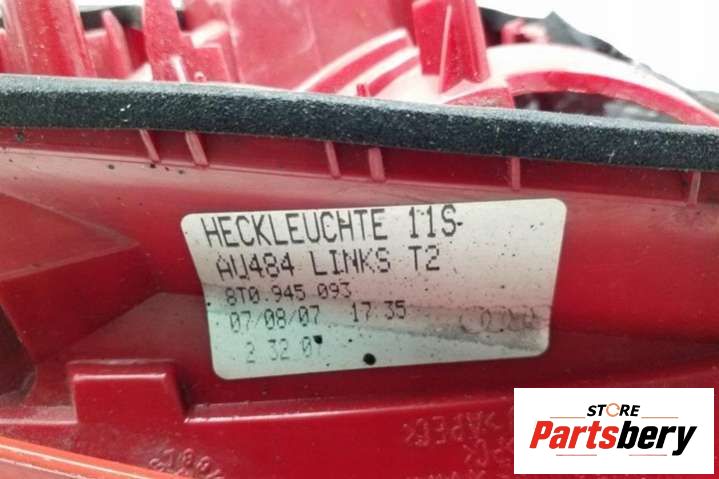 HECKLEUCHTE 11S
AU484 LINKS T2
8T0.945 093
07/08/07 17:35
2 32 07
STORE
Partsbery